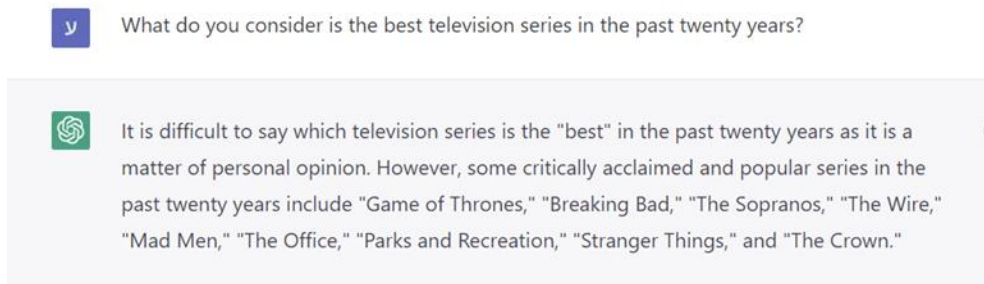 ע
What do you consider is the best television series in the past twenty years?
It is difficult to say which television series is the "best" in the past twenty years as it is a
matter of personal opinion. However, some critically acclaimed and popular series in the
past twenty years include "Game of Thrones," "Breaking Bad," "The Sopranos," "The Wire,"
"Mad Men," "The Office," "Parks and Recreation," "Stranger Things," and "The Crown."